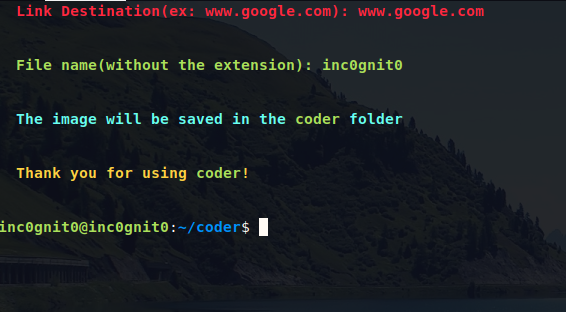 Link Destination(ex: www.google.com): www.google.com
File name(without the extension): inc0gnit0
The image will be saved in the coder folder
Thank you for using coder!
inc0gnit0@inc0gnit0:~/coder$